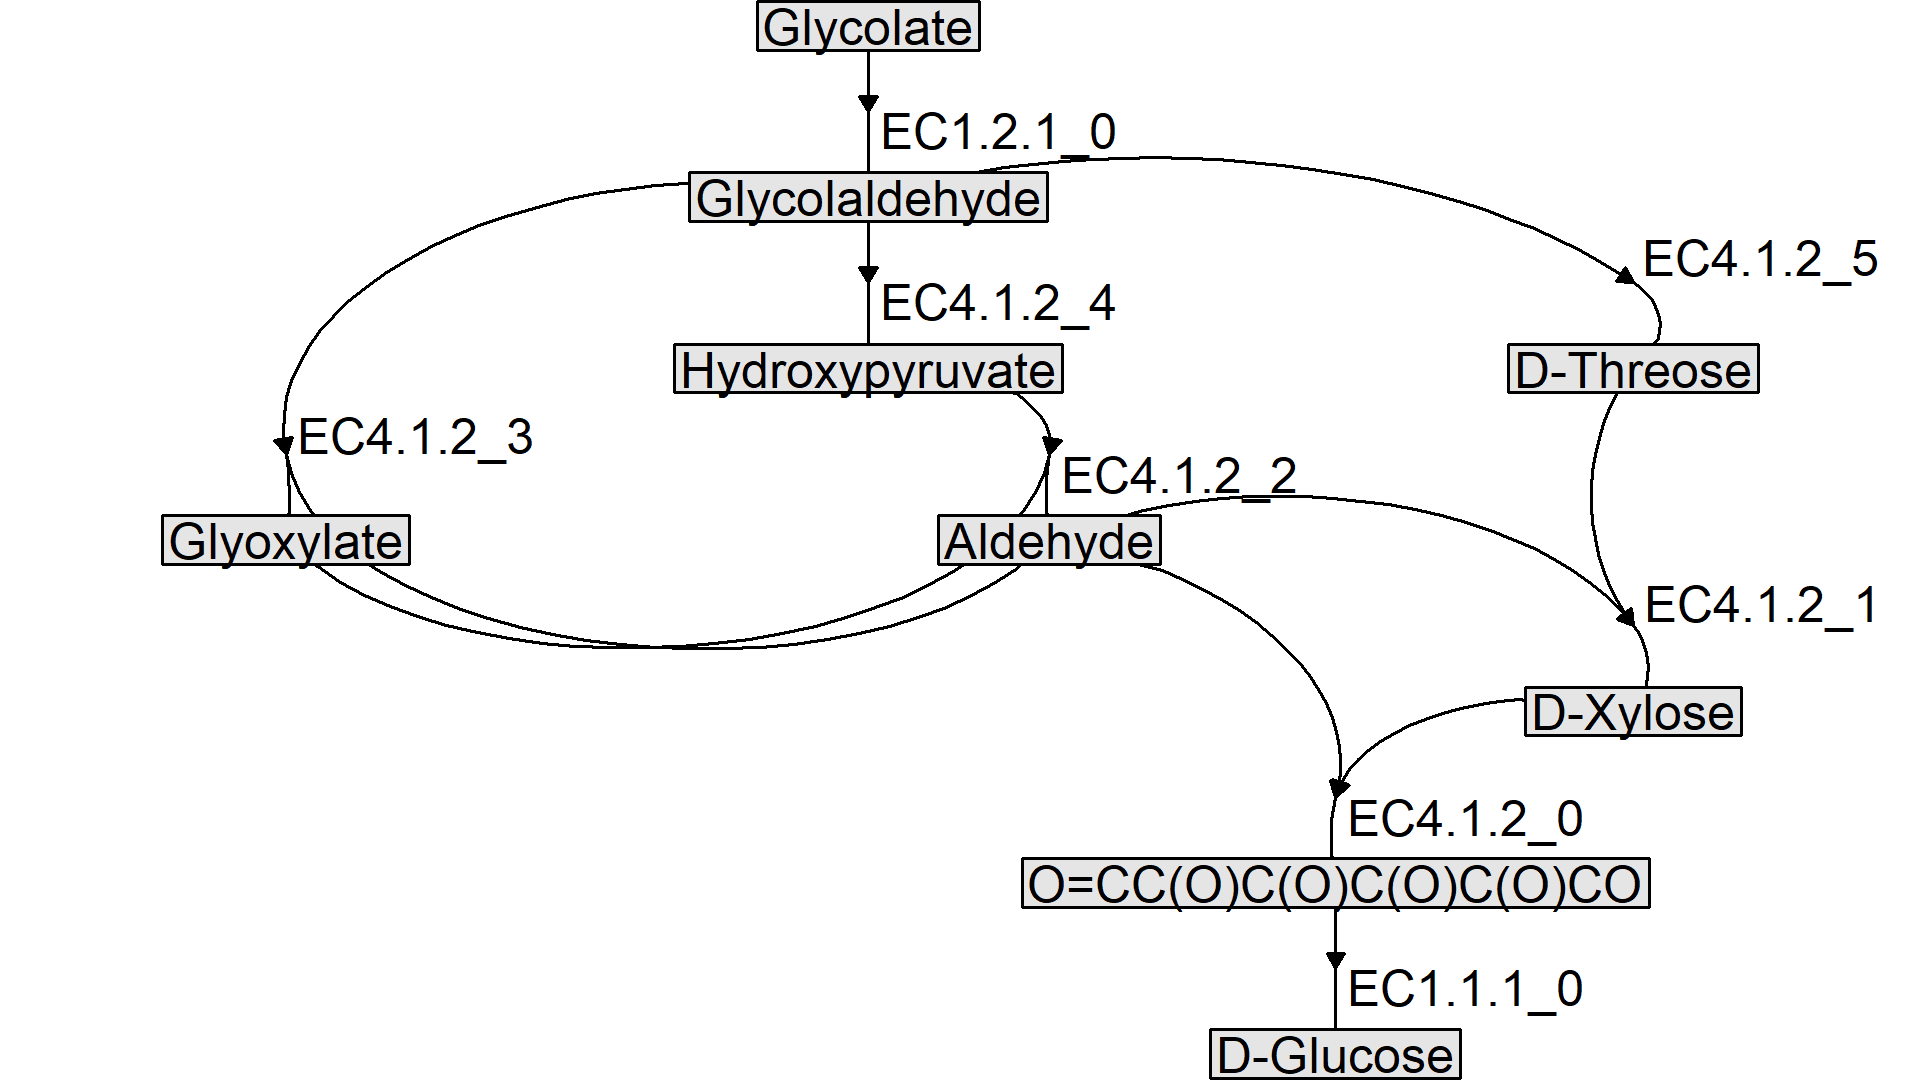 Glycolate
EC1.2.1_0
Glycolaldehyde
EC4.1.2_5
EC4.1.2_4
Hydroxypyruvate
D-Threose
EC4.1.2_3
EC4.1.2_2
Glyoxylate
Aldehyde
EC4.1.2_1
D-Xylose
EC4.1.2_0
O=CC(O)C(O)C(O)C(O)CO
EC1.1.1_0
D-Glucose